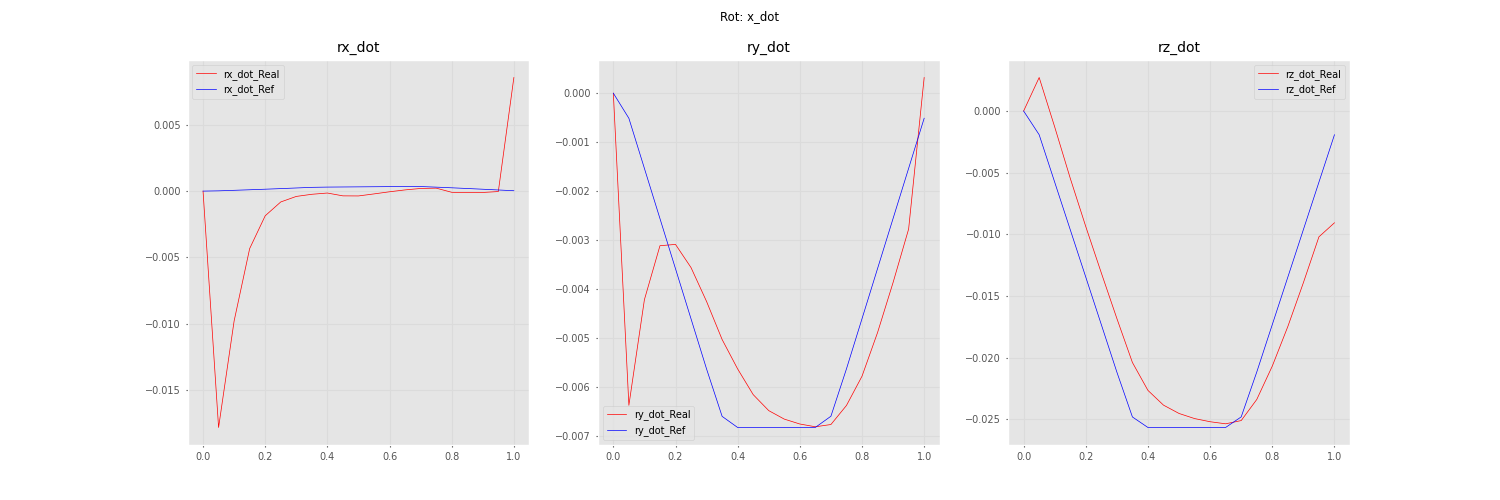 Rot: x_dot
rx_dot
rx_dot_Real
rx_dot_Ref
0.005
0.000
−0.005
−0.010
−0.015
0.0 0.2 0.4 0.6 0.8 1.0
ry_dot
0.000
−0.001
−0.002
−0.003
−0.004
−0.005
−0.006
−0.007
ry_dot_Real
ry_dot_Ref
0.0 0.2 0.4 0.6 0.8 1.0
rz_dot
rz_dot_Real
rz_dot_Ref
0.000
−0.005
−0.010
−0.015
−0.020
−0.025
0.0 0.2 0.4 0.6 0.8 1.0